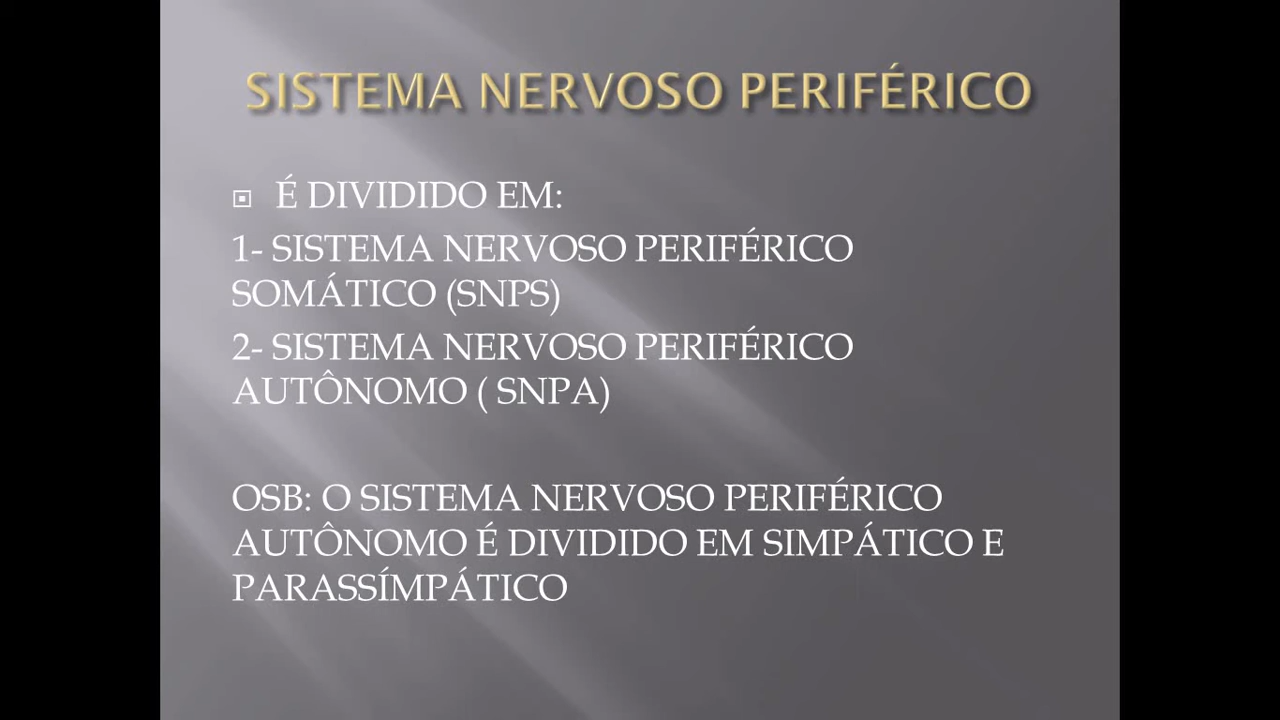 SISTEMA NERVOSO PERIFÉRICO
É DIVIDIDO EM:
1- SISTEMA NERVOSO PERIFÉRICO
SOMÁTICO (SNPS)
2- SISTEMA NERVOSO PERIFÉRICO
AUTÔNOMO ( SNPA)
OSB: O SISTEMA NERVOSO PERIFÉRICO
AUTÔNOMO É DIVIDIDO EM SIMPÁTICO E
PARASSÍMPÁTICO